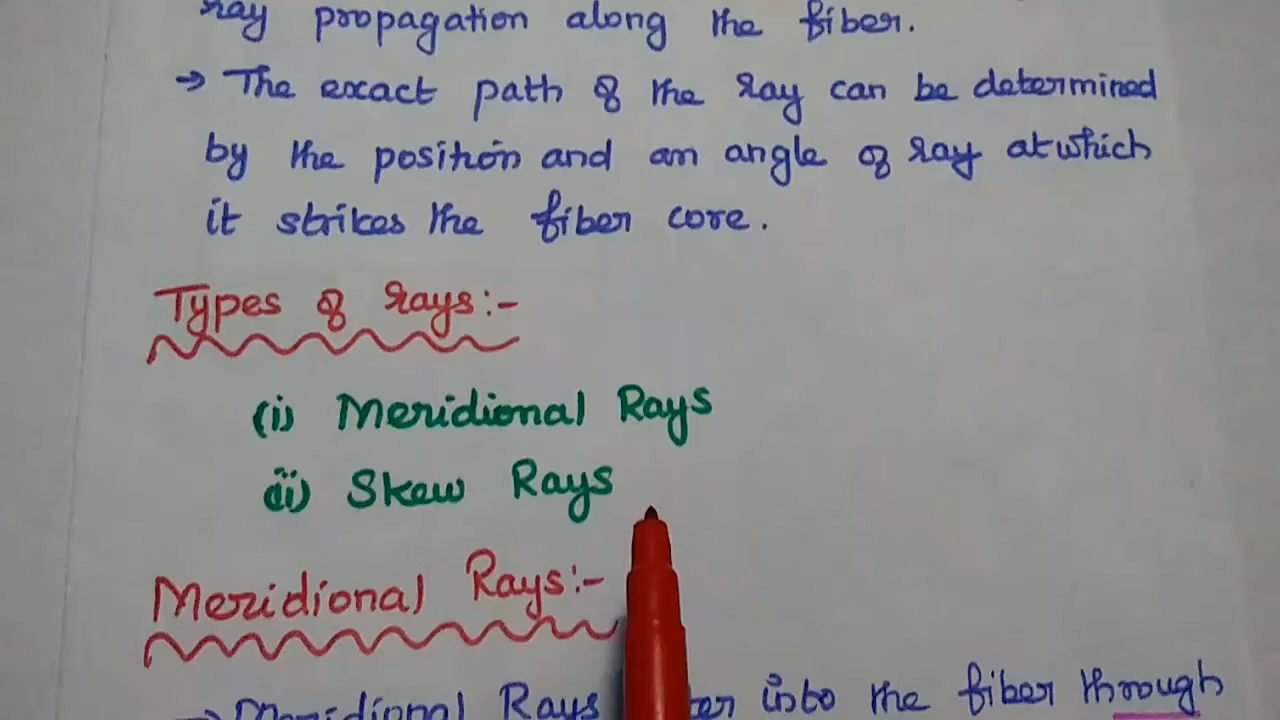 ray propagation along the fiber.
→ The exact path of the ray can be determined
by the position and an angle of ray at which
it strikes the fiber core.
Types of rays:-
(i) Meridional Rays
(ii) Skew Rays
Meridional Rays:-
→ Meridional Rays into the fiber through